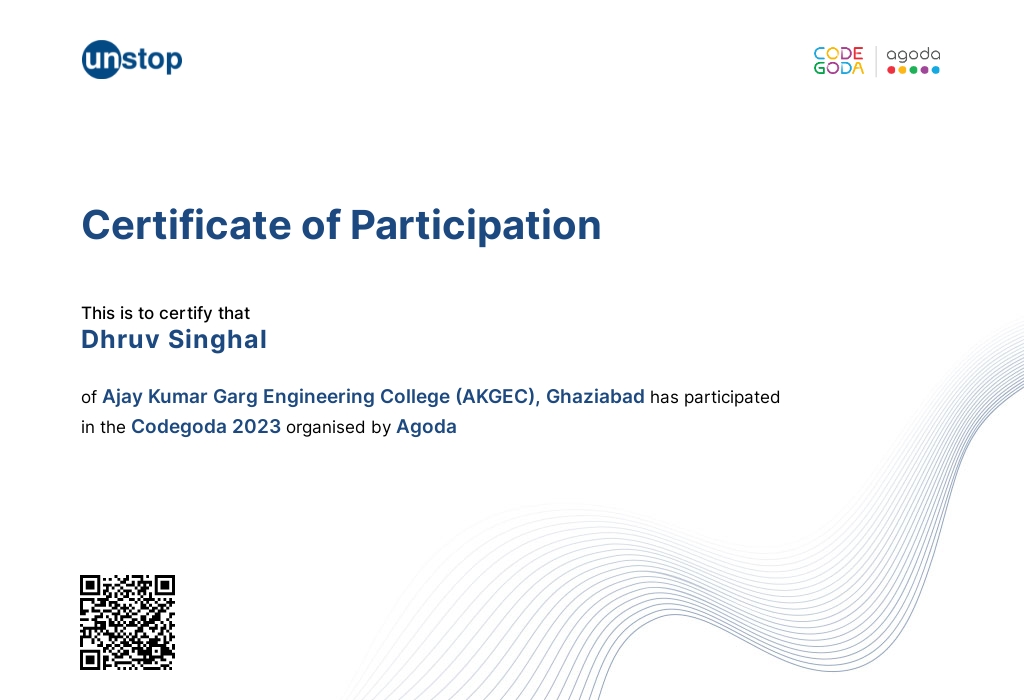 unstop
CODE
GODA
agoda
Certificate of Participation
This is to certify that
Dhruv Singhal
of Ajay Kumar Garg Engineering College (AKGEC), Ghaziabad has participated
in the Codegoda 2023 organised by Agoda